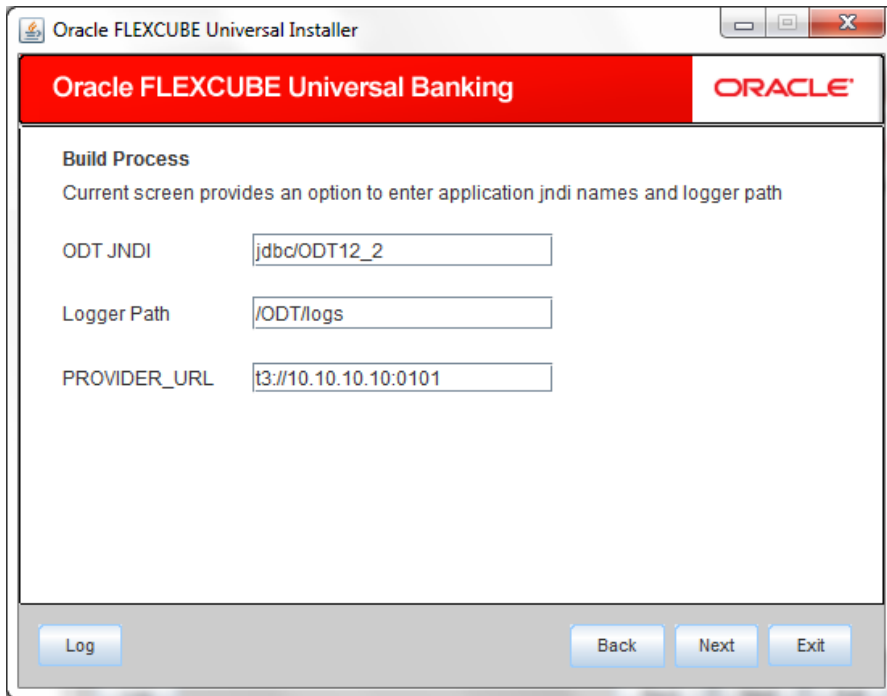 Oracle FLEXCUBE Universal Installer
Oracle FLEXCUBE Universal Banking
ORACLE
Build Process
Current screen provides an option to enter application jndi names and logger path
ODT JNDI jdbc/ODT12_2
Logger Path /ODT/logs
PROVIDER_URL t3://10.10.10.10:0101
Log Back Next Exit